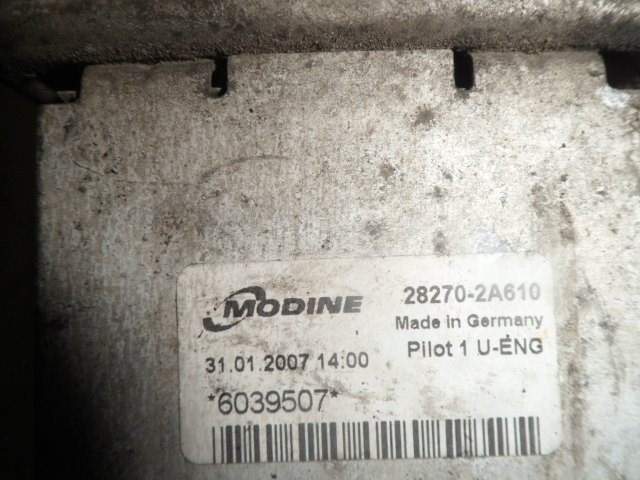 MODINE 28270-2A610
Made in Germany
31.01.2007 14:00 Pilot 1 U-ENG
*6039507*